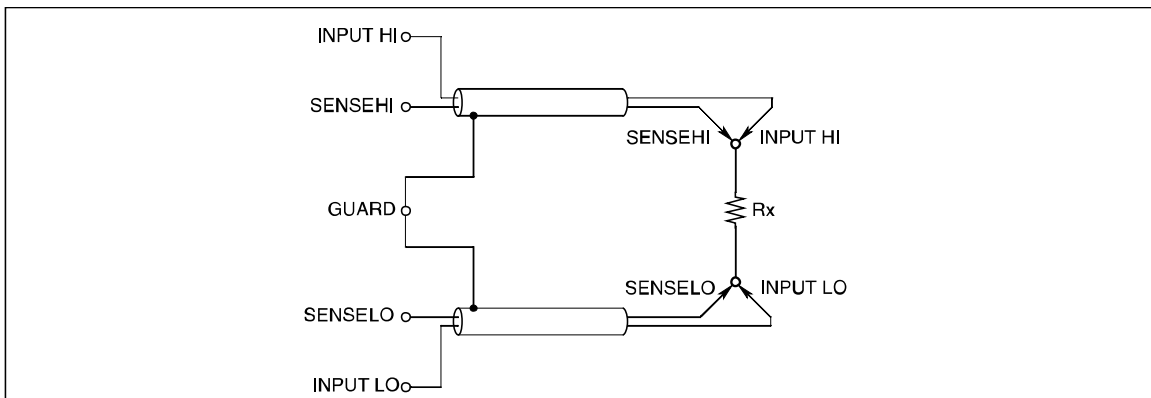 INPUT HI
SENSEHI
SENSEHI
INPUT HI
GUARD
Rx
SENSELO
INPUT LO
SENSELO
INPUT LO